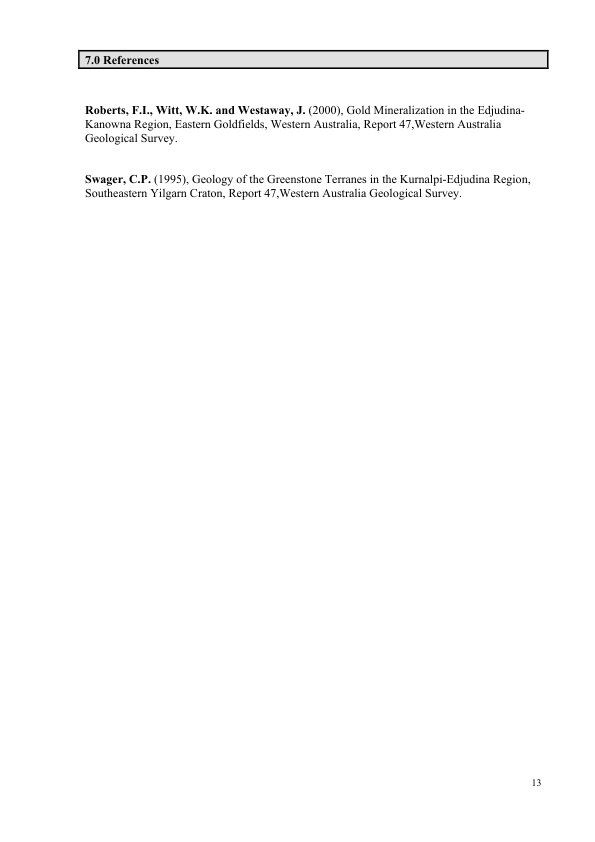 7.0 References
Roberts, F.I., Witt, W.K. and Westaway, J. (2000), Gold Mineralization in the Edjudina-
Kanowna Region, Eastern Goldfields, Western Australia, Report 47,Western Australia
Geological Survey.
Swager, C.P. (1995), Geology of the Greenstone Terranes in the Kurnalpi-Edjudina Region,
Southeastern Yilgarn Craton, Report 47,Western Australia Geological Survey.
13